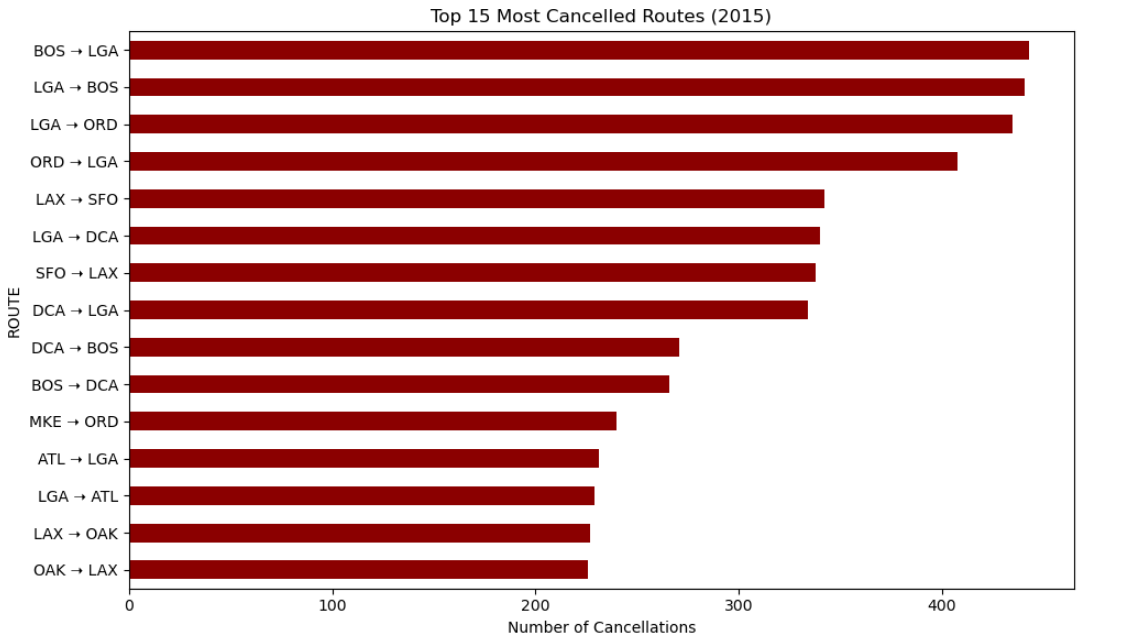 Top 15 Most Cancelled Routes (2015)
ROUTE
BOS → LGA
LGA → BOS
LGA → ORD
ORD → LGA
LAX → SFO
LGA → DCA
SFO → LAX
DCA → LGA
DCA → BOS
BOS → DCA
MKE → ORD
ATL → LGA
LGA → ATL
LAX → OAK
OAK → LAX
0 100 200 300 400
Number of Cancellations